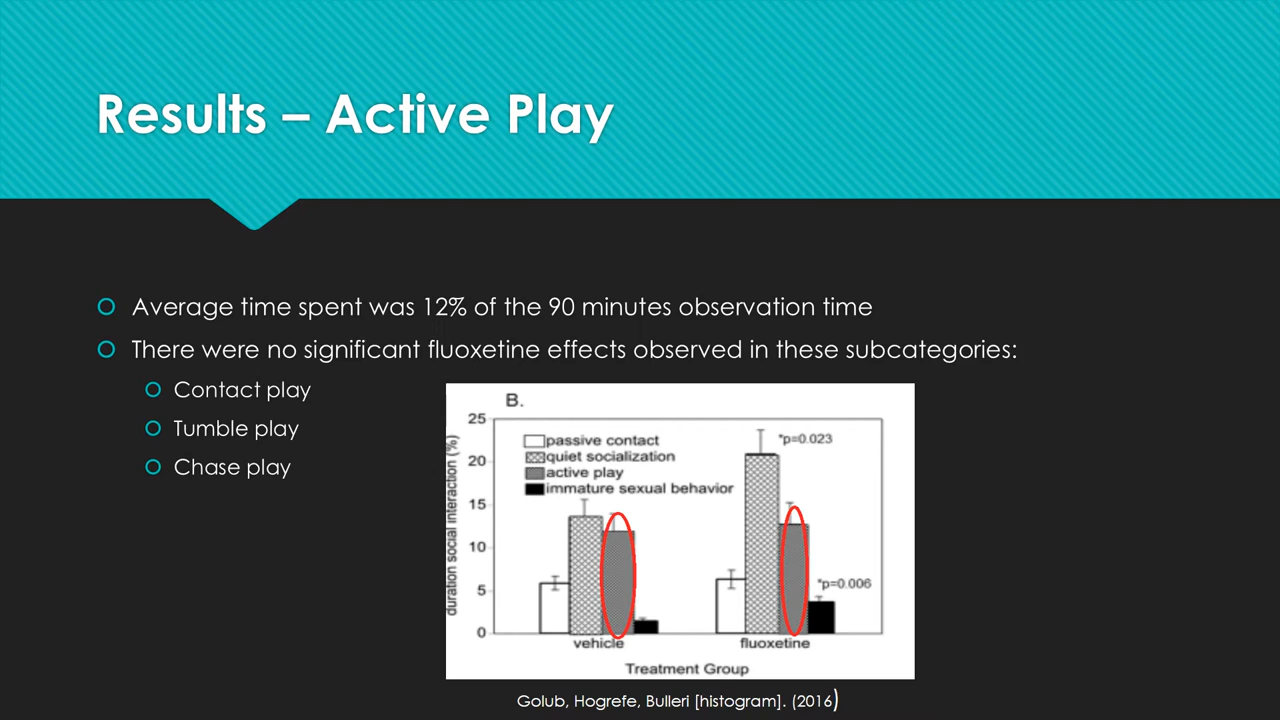 Results – Active Play
Average time spent was 12% of the 90 minutes observation time
There were no significant fluoxetine effects observed in these subcategories:
Contact play
Tumble play
Chase play
B.
duration social interaction (%)
25
20
15
10
5
0
passive contact
quiet socialization
active play
immature sexual behavior
*p=0.023
*p=0.006
vehicle
fluoxetine
Treatment Group
Golub, Hogrefe, Bulleri [histogram]. (2016)